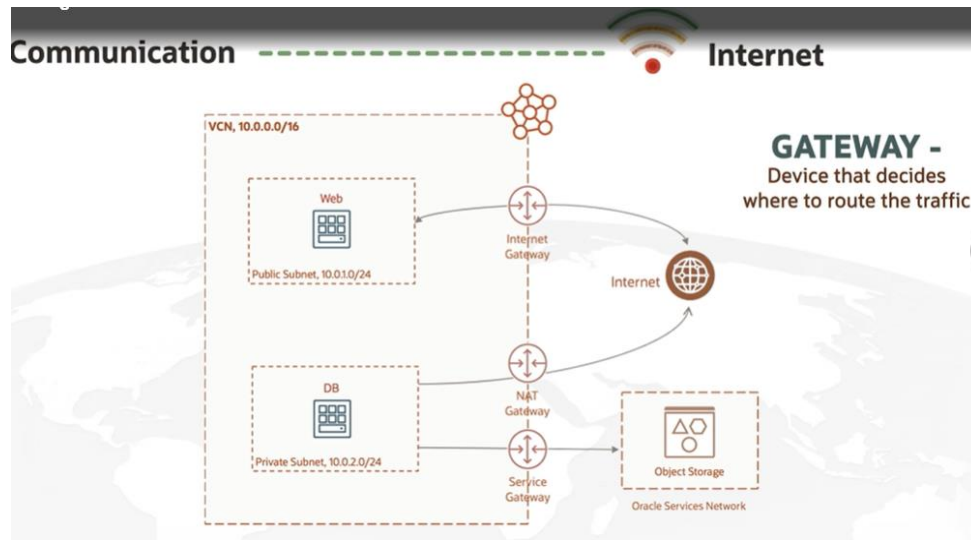 Communication
Internet
VCN, 10.0.0.0/16
GATEWAY -
Device that decides
where to route the traffic
Web
Public Subnet, 10.0.1.0/24
Internet
Gateway
Internet
DB
Private Subnet, 10.0.2.0/24
NAT
Gateway
Service
Gateway
Object Storage
Oracle Services Network